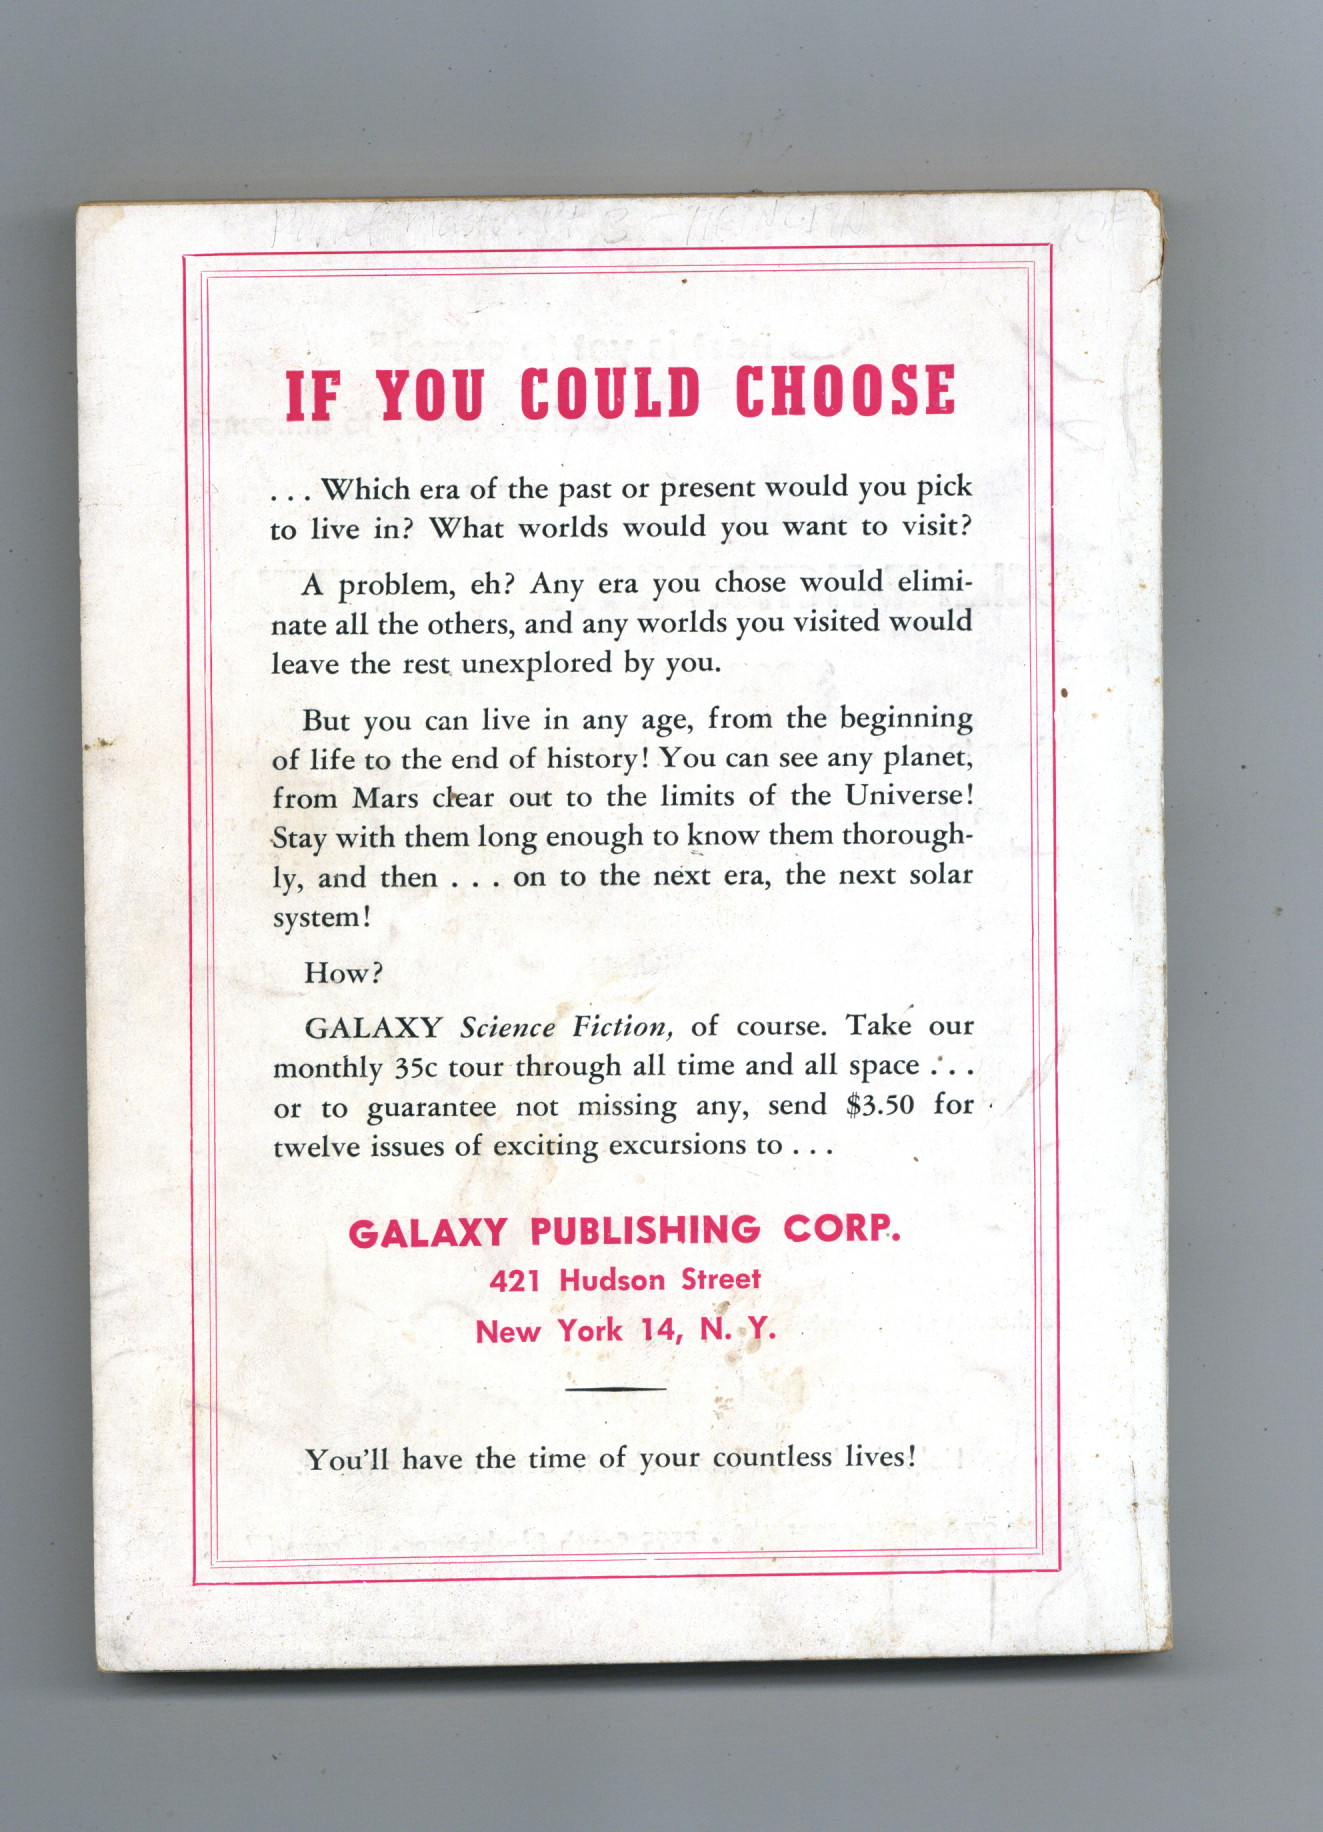 IF YOU COULD CHOOSE
. . . Which era of the past or present would you pick
to live in? What worlds would you want to visit?
A problem, eh? Any era you chose would elimi-
nate all the others, and any worlds you visited would
leave the rest unexplored by you.
But you can live in any age, from the beginning
of life to the end of history! You can see any planet,
from Mars clear out to the limits of the Universe!
Stay with them long enough to know them thorough-
ly, and then . . . on to the next era, the next solar
system!
How?
GALAXY Science Fiction, of course. Take our
monthly 35c tour through all time and all space . . .
or to guarantee not missing any, send $3.50 for
twelve issues of exciting excursions to . . .
GALAXY PUBLISHING CORP.
421 Hudson Street
New York 14, N. Y.
You'll have the time of your countless lives!